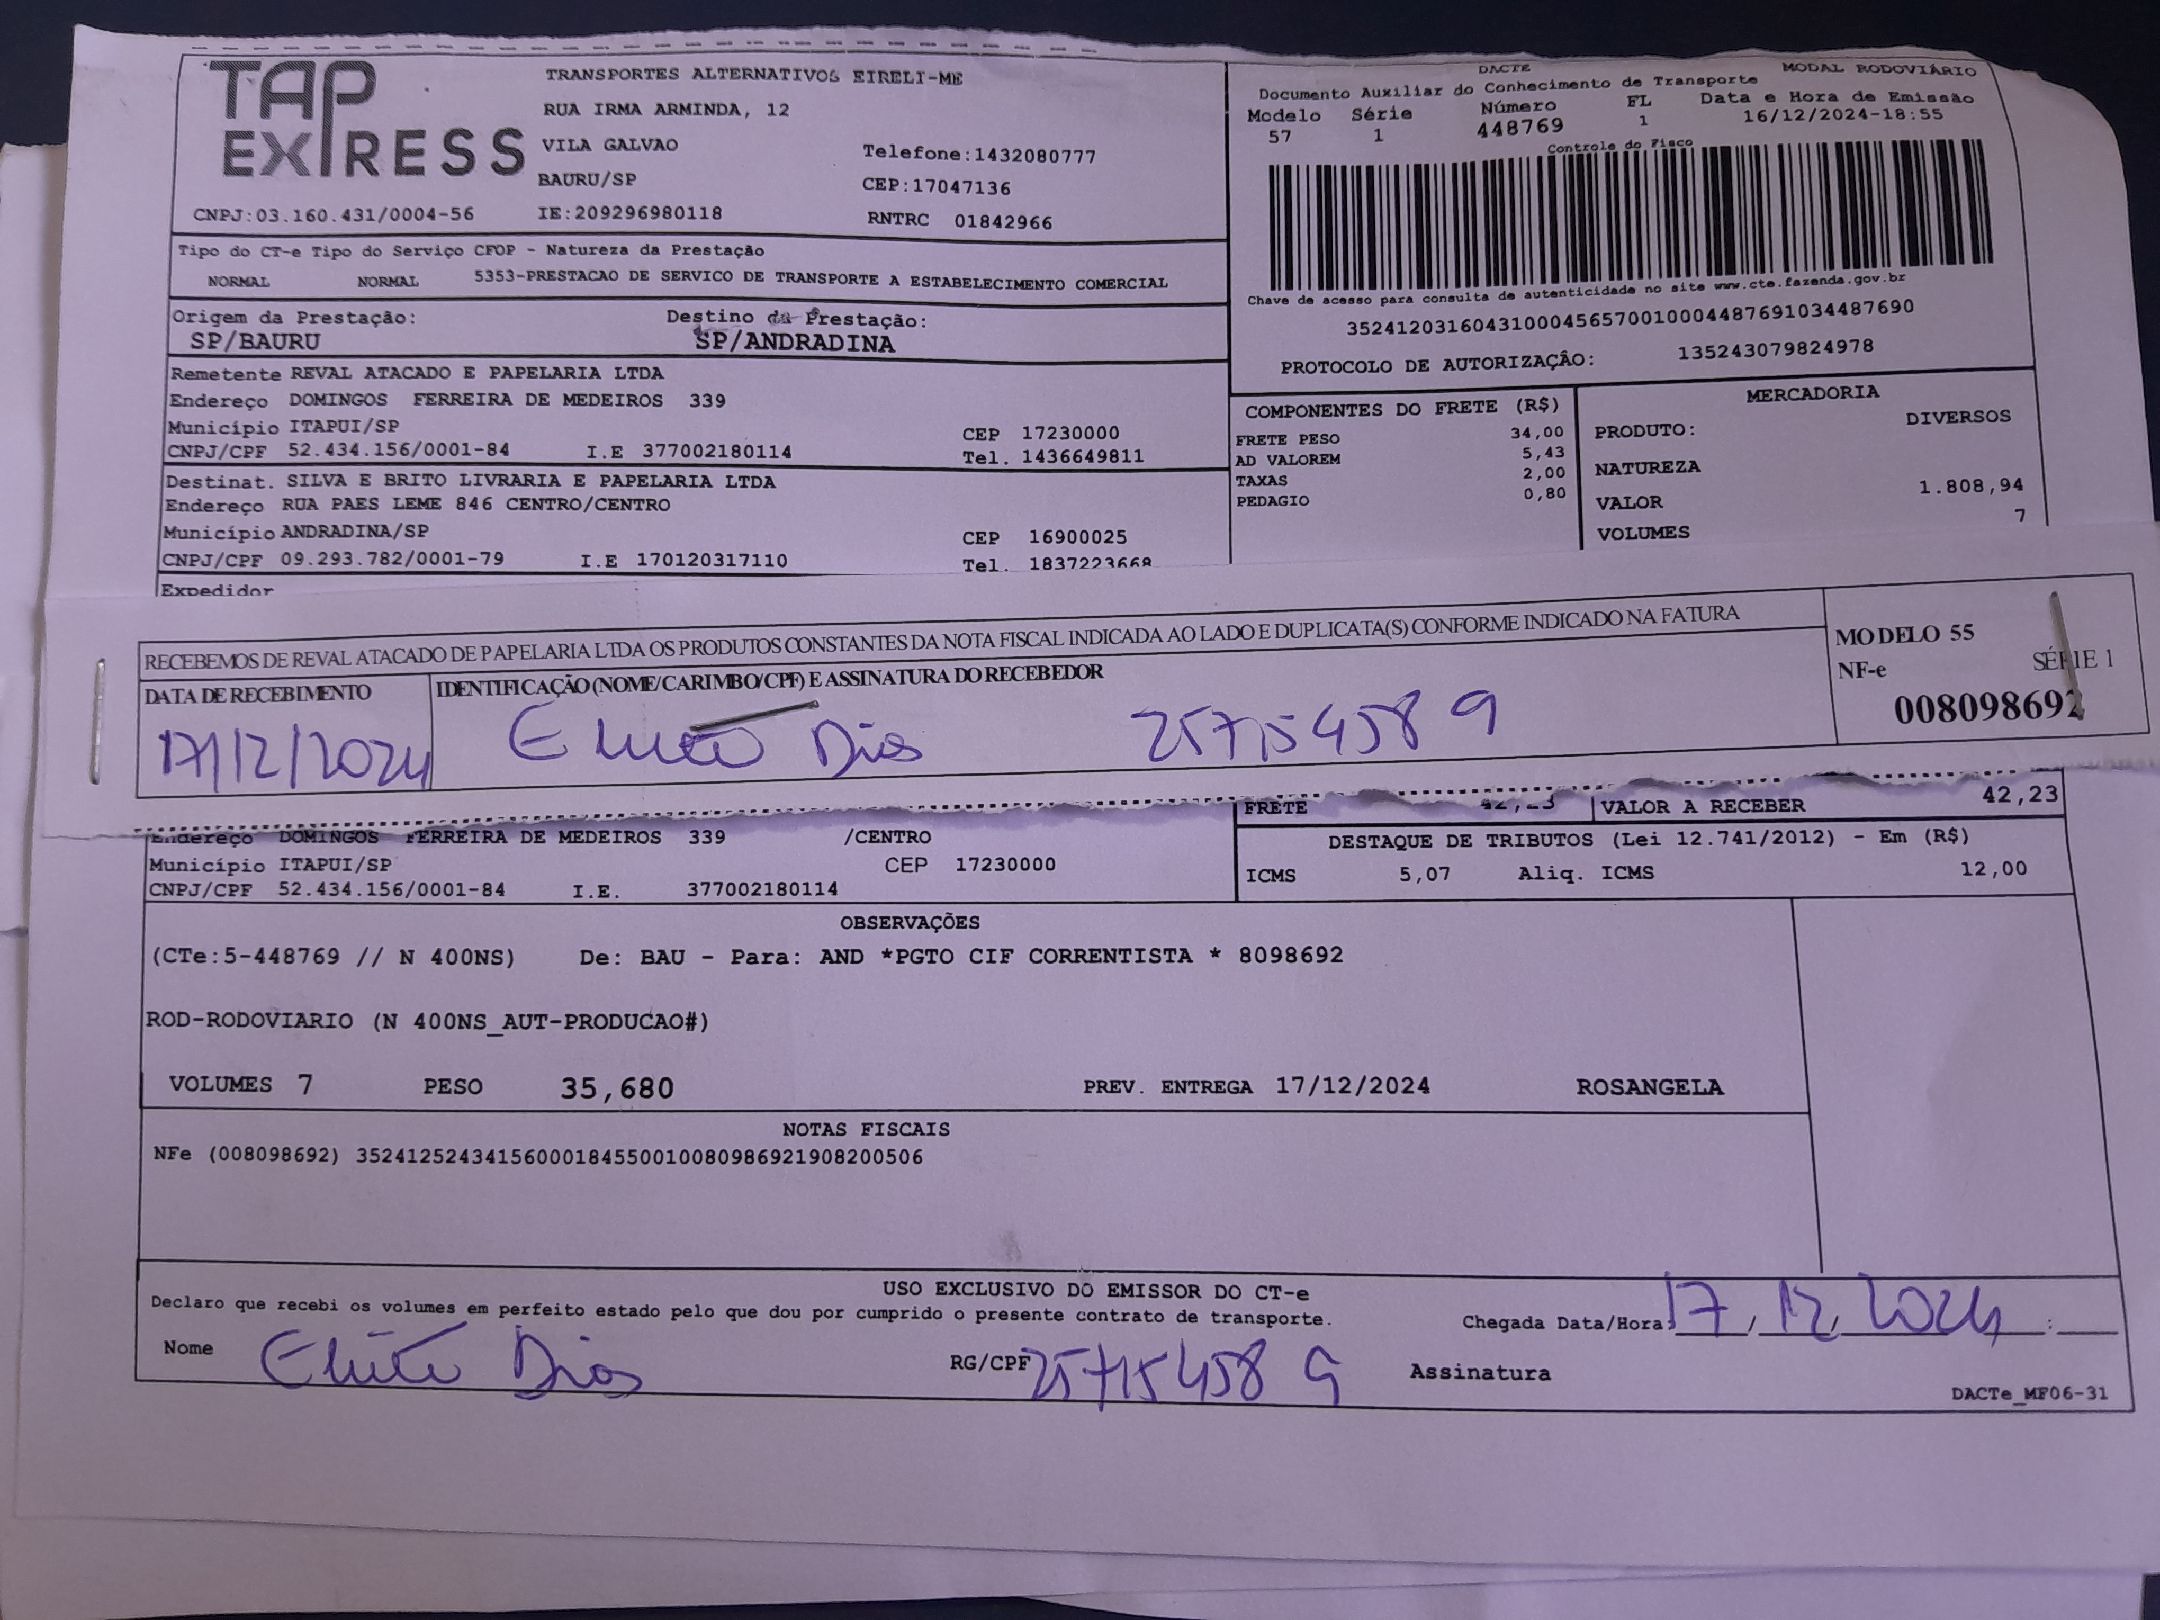 TAP EXPRESS
TRANSPORTES ALTERNATIVOS EIRELI-ME
RUA IRMA ARMINDA, 12
VILA GALVAO
Telefone:1432080777
BAURU/SP
CEP:17047136
CNPJ:03.160.431/0004-56 IE:209296980118
RNTRC 01842966
DACTE MODAL RODOVIÁRIO
Documento Auxiliar do Conhecimento de Transporte
Modelo Série Número FL Data e Hora de Emissão
57 1 448769 1 16/12/2024-18:55
Controle do Fisco
Chave de acesso para consulta de autenticidade no site www.cte.fazenda.gov.br
35241203160431000456570010004487691034487690
PROTOCOLO DE AUTORIZAÇÃO: 135243079824978
Tipo do CT-e Tipo do Serviço CFOP - Natureza da Prestação
NORMAL NORMAL 5353-PRESTACAO DE SERVICO DE TRANSPORTE A ESTABELECIMENTO COMERCIAL
Origem da Prestação: Destino da Prestação:
SP/BAURU SP/ANDRADINA
Remetente REVAL ATACADO E PAPELARIA LTDA
Endereço DOMINGOS FERREIRA DE MEDEIROS 339
Município ITAPUI/SP CEP 17230000
CNPJ/CPF 52.434.156/0001-84 I.E 377002180114 Tel. 1436649811
Destinat. SILVA E BRITO LIVRARIA E PAPELARIA LTDA
Endereço RUA PAES LEME 846 CENTRO/CENTRO
Município ANDRADINA/SP CEP 16900025
CNPJ/CPF 09.293.782/0001-79 I.E 170120317110 Tel. 1837223668
Expedidor
COMPONENTES DO FRETE (R$)
FRETE PESO 34,00
AD VALOREM 5,43
TAXAS 2,00
PEDAGIO 0,80
MERCADORIA
PRODUTO: DIVERSOS
NATUREZA
VALOR 1.808,94
VOLUMES 7
RECEBEMOS DE REVAL ATACADO DE PAPELARIA LTDA OS PRODUTOS CONSTANTES DA NOTA FISCAL INDICADA AO LADO E DUPLICATA(S) CONFORME INDICADO NA FATURA
DATA DE RECEBIMENTO IDENTIFICAÇÃO (NOME/CARIMBO/CPF) E ASSINATURA DO RECEBEDOR
17/12/2024 Dias 257154589
MODELO 55
NF-e SÉRIE 1
008098692
FRETE 42,23 VALOR A RECEBER 42,23
Endereço DOMINGOS FERREIRA DE MEDEIROS 339 /CENTRO
Município ITAPUI/SP CEP 17230000
CNPJ/CPF 52.434.156/0001-84 I.E. 377002180114
DESTAQUE DE TRIBUTOS (Lei 12.741/2012) - Em (R$)
ICMS 5,07 Aliq. ICMS 12,00
OBSERVAÇÕES
(CTe:5-448769 // N 400NS) De: BAU - Para: AND *PGTO CIF CORRENTISTA * 8098692
ROD-RODOVIARIO (N 400NS_AUT-PRODUCAO#)
VOLUMES 7 PESO 35,680 PREV. ENTREGA 17/12/2024 ROSANGELA
NOTAS FISCAIS
NFe (008098692) 35241252434156000184550010080986921908200506
USO EXCLUSIVO DO EMISSOR DO CT-e
Declaro que recebi os volumes em perfeito estado pelo que dou por cumprido o presente contrato de transporte.
Chegada Data/Hora: 17/12/2024 :
Nome Dias RG/CPF 257154589 Assinatura
DACTe_MF06-31